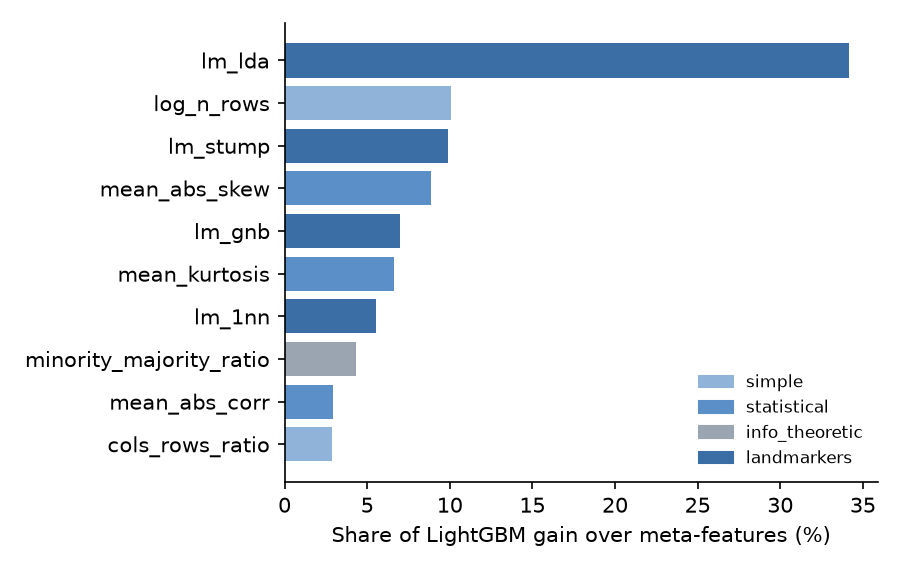 lm_lda
log_n_rows
lm_stump
mean_abs_skew
lm_gnb
mean_kurtosis
lm_1nn
minority_majority_ratio
mean_abs_corr
cols_rows_ratio
simple
statistical
info_theoretic
landmarkers
0 5 10 15 20 25 30 35
Share of LightGBM gain over meta-features (%)